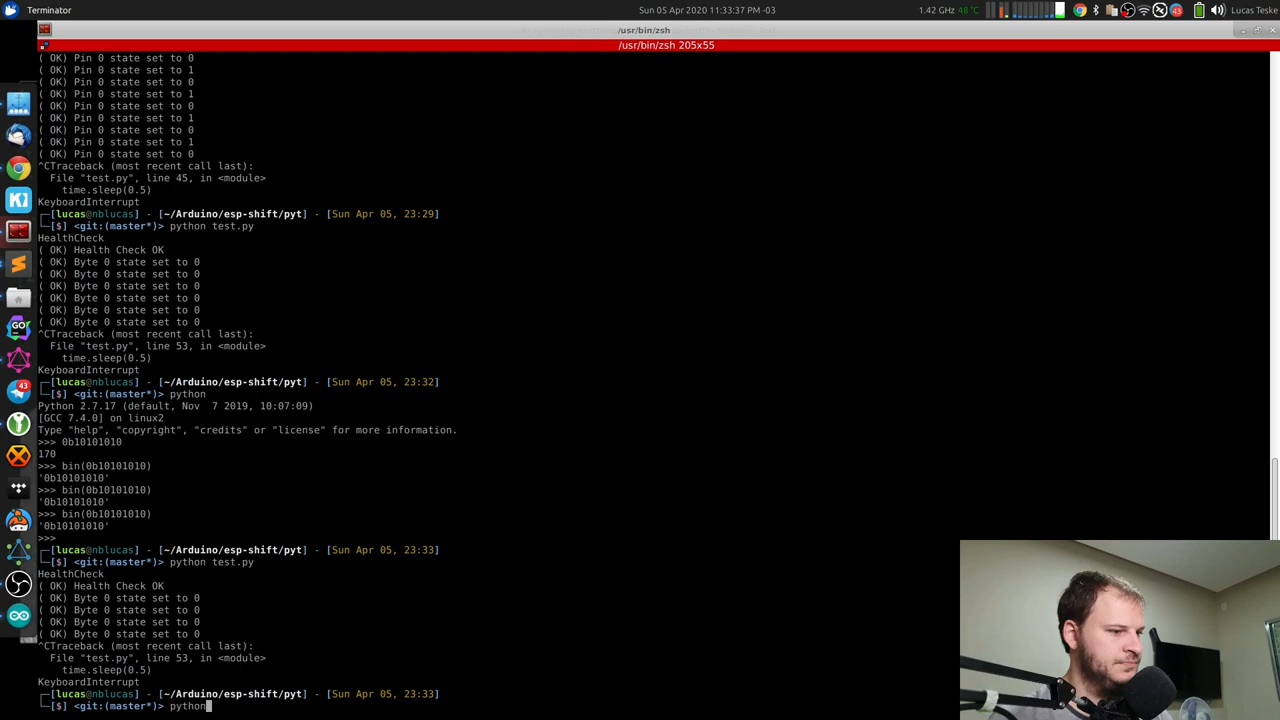 Terminator
Sun 05 Apr 2020 11:33:37 PM -03
1.42 GHz 48°C
43
Lucas Teske
/usr/bin/zsh
/usr/bin/zsh 205x55
( OK) Pin 0 state set to 0
( OK) Pin 0 state set to 1
( OK) Pin 0 state set to 0
( OK) Pin 0 state set to 1
( OK) Pin 0 state set to 0
( OK) Pin 0 state set to 1
( OK) Pin 0 state set to 0
( OK) Pin 0 state set to 1
( OK) Pin 0 state set to 0
^CTraceback (most recent call last):
File "test.py", line 45, in <module>
time.sleep(0.5)
KeyboardInterrupt
┌─[lucas@nblucas] - [~/Arduino/esp-shift/pyt] - [Sun Apr 05, 23:29]
└─[$] <git:(master*)> python test.py
HealthCheck
( OK) Health Check OK
( OK) Byte 0 state set to 0
( OK) Byte 0 state set to 0
( OK) Byte 0 state set to 0
( OK) Byte 0 state set to 0
( OK) Byte 0 state set to 0
( OK) Byte 0 state set to 0
^CTraceback (most recent call last):
File "test.py", line 53, in <module>
time.sleep(0.5)
KeyboardInterrupt
┌─[lucas@nblucas] - [~/Arduino/esp-shift/pyt] - [Sun Apr 05, 23:32]
└─[$] <git:(master*)> python
Python 2.7.17 (default, Nov  7 2019, 10:07:09)
[GCC 7.4.0] on linux2
Type "help", "copyright", "credits" or "license" for more information.
>>> 0b10101010
170
>>> bin(0b10101010)
'0b10101010'
>>> bin(0b10101010)
'0b10101010'
>>> bin(0b10101010)
'0b10101010'
>>>
┌─[lucas@nblucas] - [~/Arduino/esp-shift/pyt] - [Sun Apr 05, 23:33]
└─[$] <git:(master*)> python test.py
HealthCheck
( OK) Health Check OK
( OK) Byte 0 state set to 0
( OK) Byte 0 state set to 0
( OK) Byte 0 state set to 0
( OK) Byte 0 state set to 0
^CTraceback (most recent call last):
File "test.py", line 53, in <module>
time.sleep(0.5)
KeyboardInterrupt
┌─[lucas@nblucas] - [~/Arduino/esp-shift/pyt] - [Sun Apr 05, 23:33]
└─[$] <git:(master*)> python
GO
43